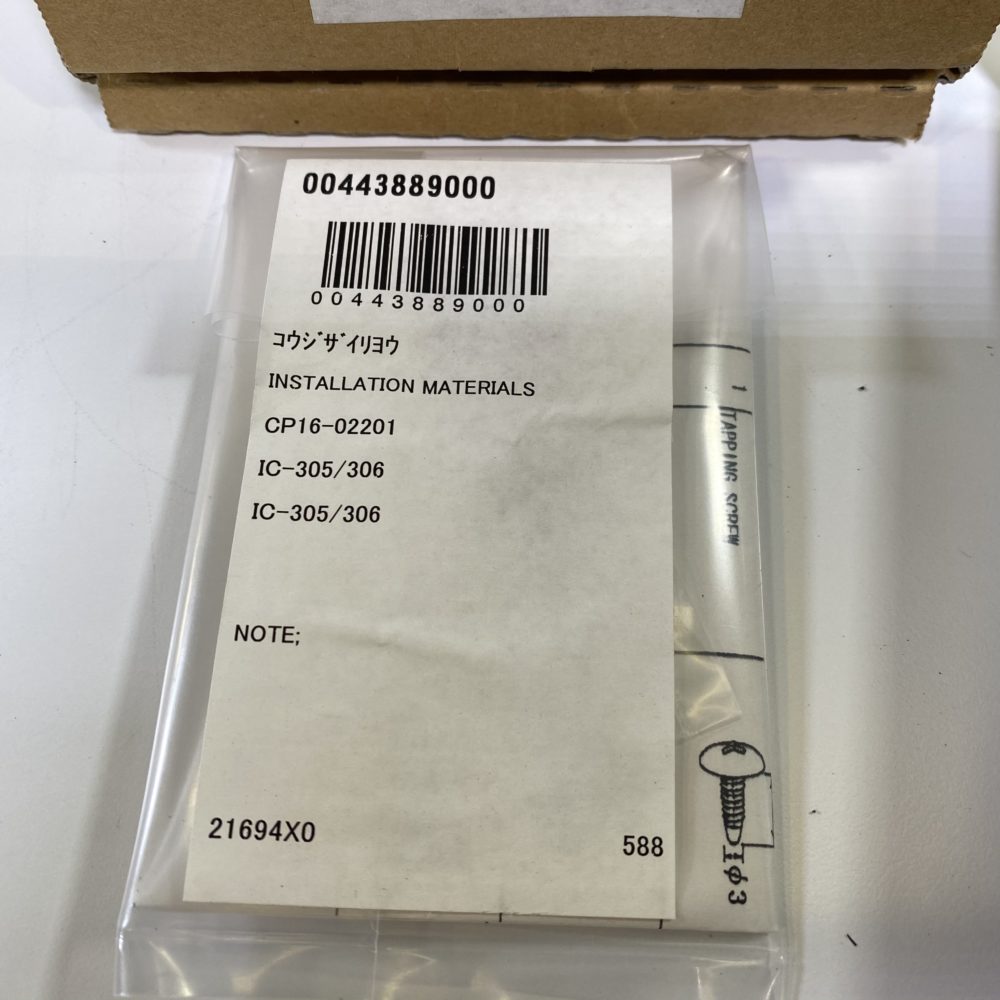 00443889000
00443889000
コウジザイリヨウ
INSTALLATION MATERIALS
CP16-02201
IC-305/306
IC-305/306
NOTE;
21694X0
588
1
TAPPING SCREW
φ3